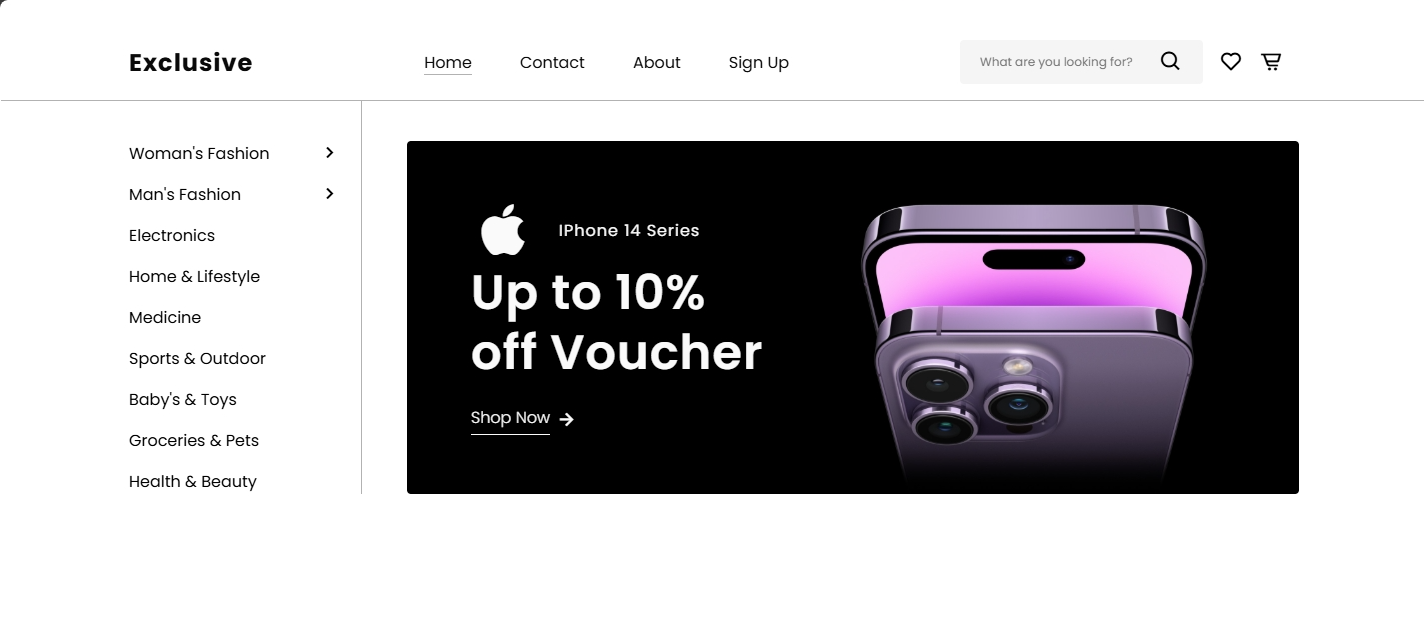 Exclusive
Home
Contact
About
Sign Up
What are you looking for?
Woman's Fashion
Man's Fashion
Electronics
Home & Lifestyle
Medicine
Sports & Outdoor
Baby's & Toys
Groceries & Pets
Health & Beauty
IPhone 14 Series
Up to 10%
off Voucher
Shop Now